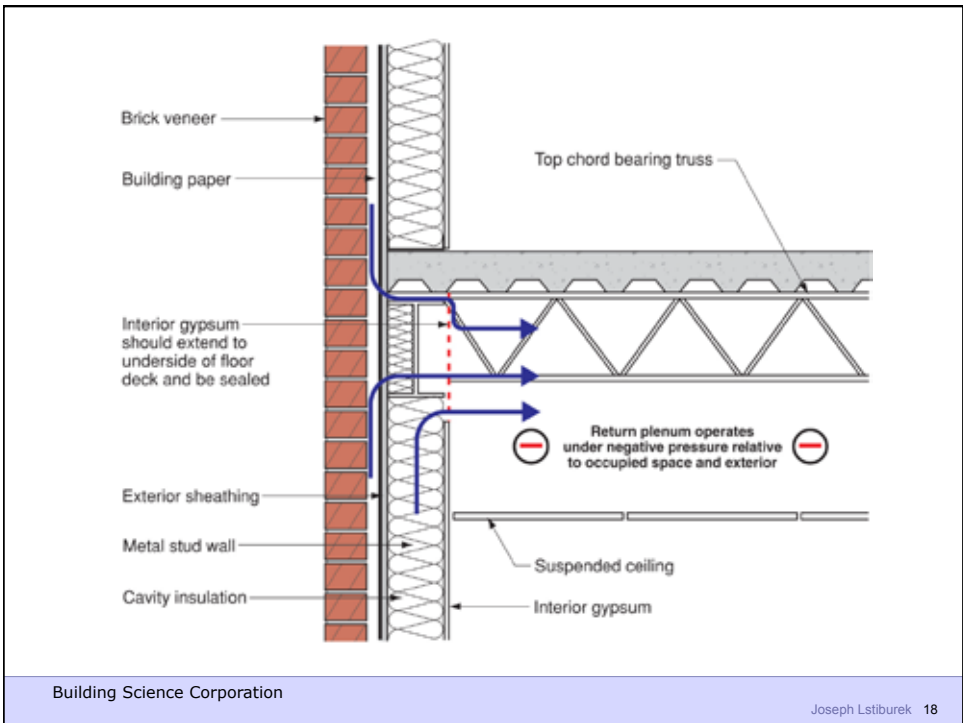 Brick veneer
Building paper
Top chord bearing truss
Interior gypsum
should extend to
underside of floor
deck and be sealed
Return plenum operates
under negative pressure relative
to occupied space and exterior
Exterior sheathing
Metal stud wall
Cavity insulation
Suspended ceiling
Interior gypsum
Building Science Corporation
Joseph Lstiburek 18